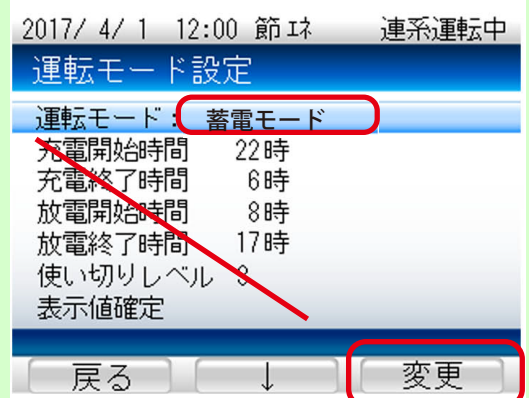 2017/ 4/ 1 12:00 節エネ 連系運転中
運転モード設定
運転モード: 蓄電モード
充電開始時間 22時
充電終了時間 6時
放電開始時間 8時
放電終了時間 17時
使い切りレベル
表示値確定
戻る ↓ 変更